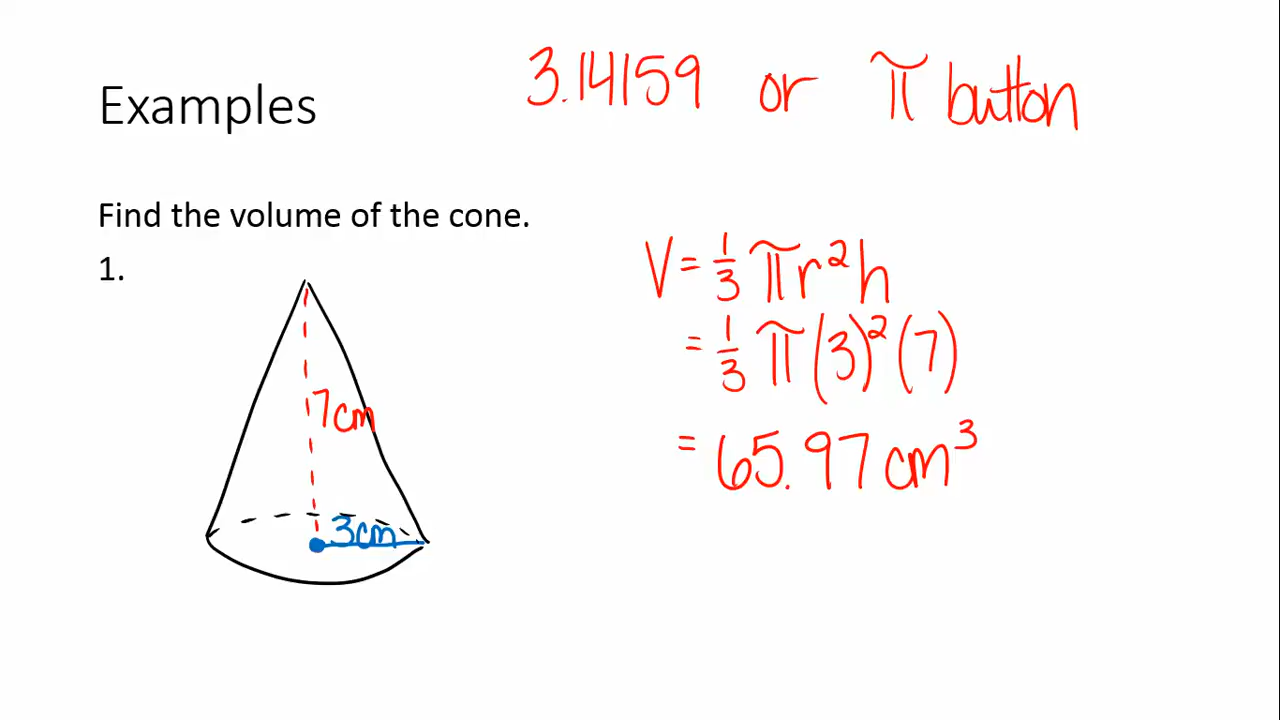 3.14159 or π button
Examples
Find the volume of the cone.
1.
V = 1/3 πr²h
= 1/3 π(3)²(7)
= 65.97 cm³
7cm
3cm